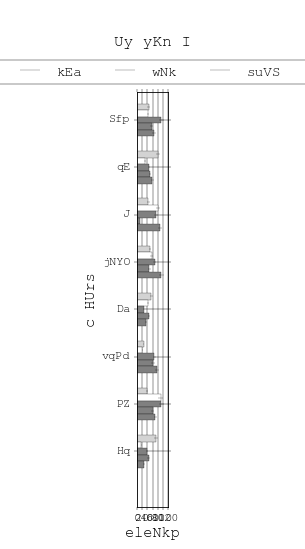 Uy yKn I
kEa wNk suVS
Sfp
qE
J
jNYO
Da
vqPd
PZ
Hq
c HUrs
eleNkp